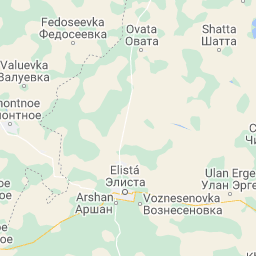 Fedoseevka
Федосеевка
Ovata
Овата
Shatta
Шатта
Valuevka
Валуевка
montnoe
монтное
Elistá
Элиста
Arshan
Аршан
Voznesenovka
Вознесеновка
Ulan Erge
Улан Эрге